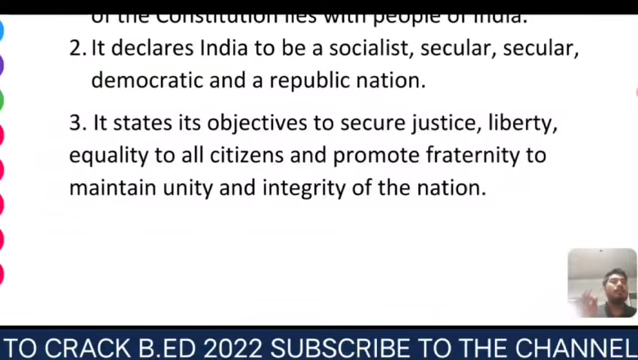 of the Constitution lies with people of India.
2. It declares India to be a socialist, secular, secular,
democratic and a republic nation.
3. It states its objectives to secure justice, liberty,
equality to all citizens and promote fraternity to
maintain unity and integrity of the nation.
TO CRACK B.ED 2022 SUBSCRIBE TO THE CHANNEL